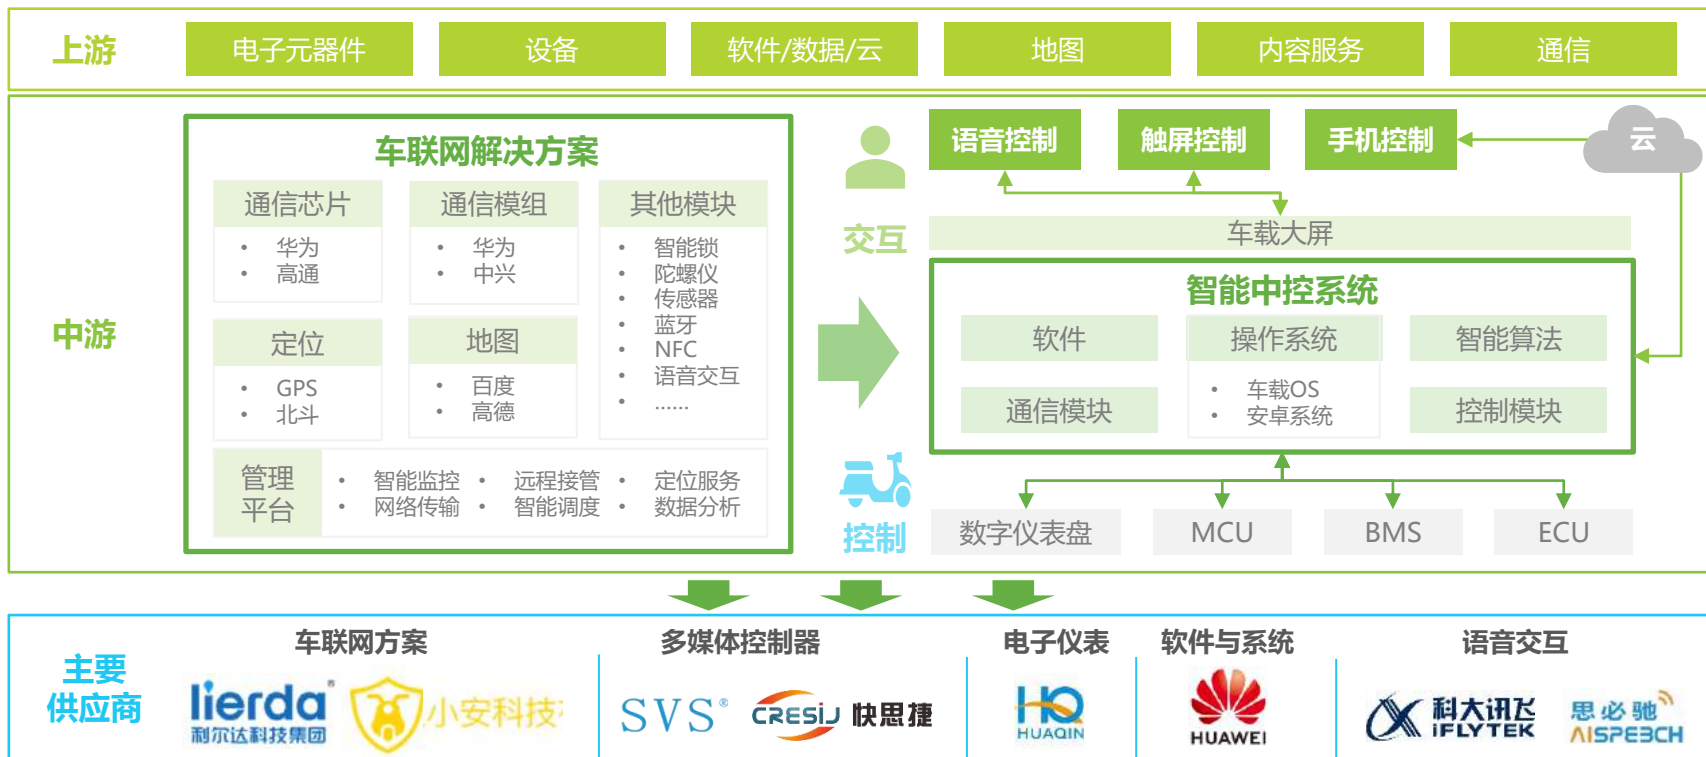 上游
电子元器件
设备
软件/数据/云
地图
内容服务
通信
中游
车联网解决方案
通信芯片
• 华为
• 高通
通信模组
• 华为
• 中兴
其他模块
• 智能锁
• 陀螺仪
• 传感器
• 蓝牙
• NFC
• 语音交互
• ……
定位
• GPS
• 北斗
地图
• 百度
• 高德
管理
平台
• 智能监控 • 远程接管 • 定位服务
• 网络传输 • 智能调度 • 数据分析
交互
语音控制
触屏控制
手机控制
云
车载大屏
智能中控系统
软件
操作系统
• 车载OS
• 安卓系统
智能算法
通信模块
控制模块
控制
数字仪表盘
MCU
BMS
ECU
主要
供应商
车联网方案
lierda®
利尔达科技集团
小安科技
多媒体控制器
SVS®
CRESIJ 快思捷
电子仪表
HQ
HUAQIN
软件与系统
HUAWEI
语音交互
科大讯飞
iFLYTEK
思必驰
AISPEECH